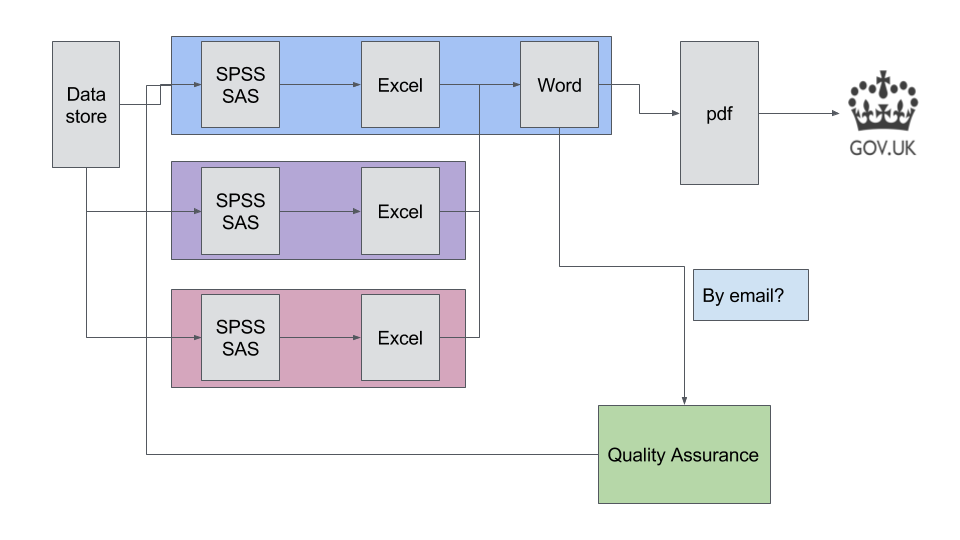 Data
store
SPSS
SAS
Excel
Word
pdf
GOV.UK
SPSS
SAS
Excel
By email?
SPSS
SAS
Excel
Quality Assurance